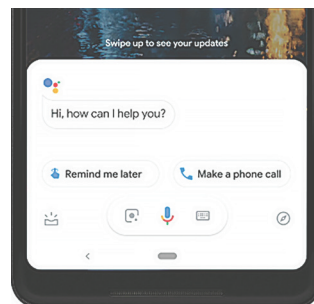 Swipe up to see your updates
Hi, how can I help you?
Remind me later
Make a phone call